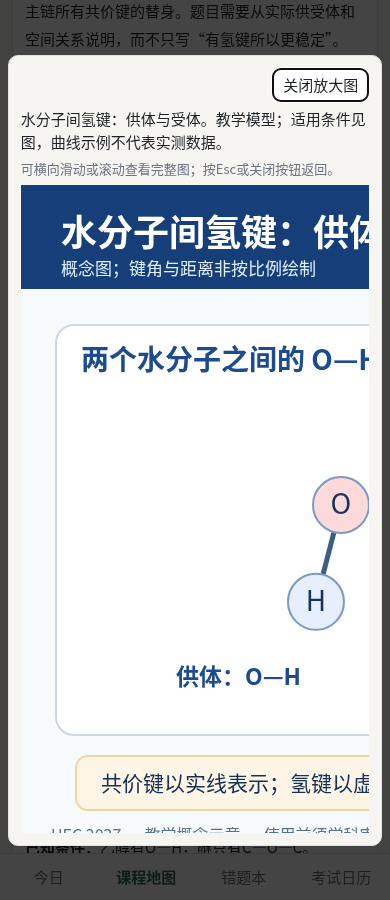 主链所有共价键的替身。题目需要从实际供受体和
空间关系说明，而不只写“有氢键所以更稳定”。
关闭放大图
水分子间氢键：供体与受体。教学模型；适用条件见
图，曲线示例不代表实测数据。
可横向滑动或滚动查看完整图；按Esc或关闭按钮返回。
水分子间氢键：供体
概念图；键角与距离非按比例绘制
两个水分子之间的 O—H
O
H
供体：O—H
共价键以实线表示；氢键以虚
今日
课程地图
错题本
考试日历